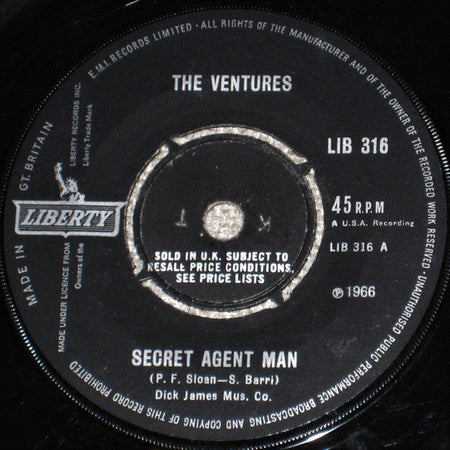 E.M.I. RECORDS LIMITED · ALL RIGHTS OF THE MANUFACTURER AND OF THE OWNER OF THE RECORDED WORK RESERVED · UNAUTHORISED PUBLIC PERFORMANCE BROADCASTING AND COPYING OF THIS RECORD PROHIBITED
MADE IN GT. BRITAIN
THE VENTURES
LIBERTY RECORDS INC.
Liberty Trade Mark
LIBERTY
MADE UNDER LICENCE FROM
Owners of the
LIB 316
45 R.P.M
A U.S.A. Recording
LIB 316 A
K T
SOLD IN U.K. SUBJECT TO
RESALE PRICE CONDITIONS,
SEE PRICE LISTS
℗ 1966
SECRET AGENT MAN
(P. F. Sloan—S. Barri)
Dick James Mus. Co.